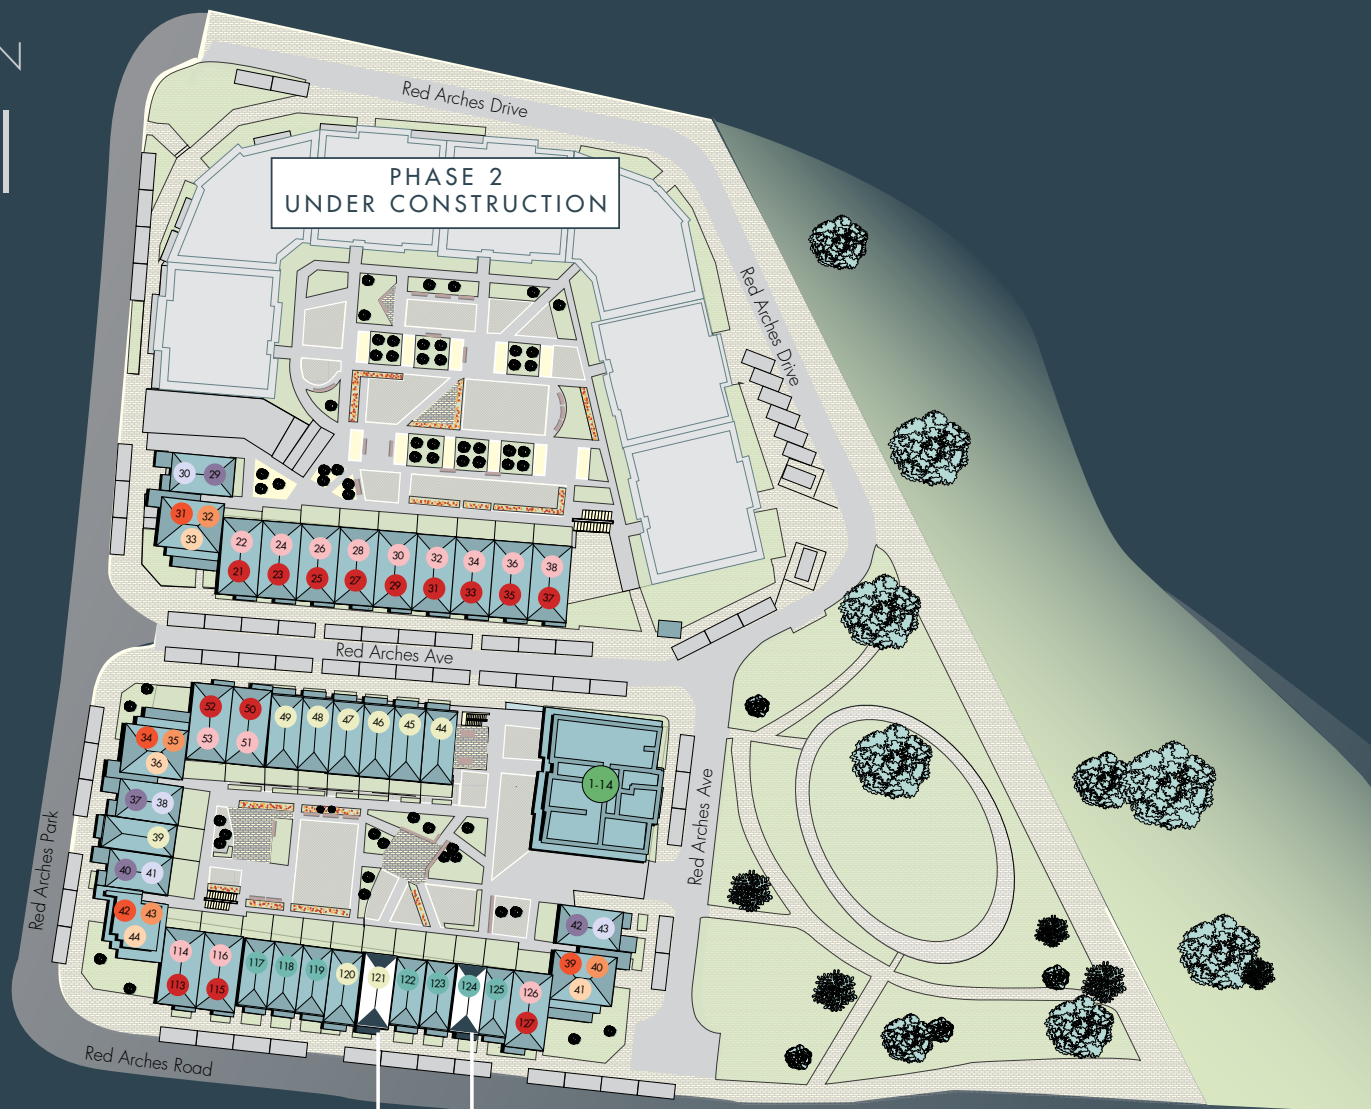 Z
Red Arches Drive
PHASE 2
UNDER CONSTRUCTION
Red Arches Drive
30 29
31 32
33
22 24 26 28 30 32 34 36 38
21 23 25 27 29 31 33 35 37
Red Arches Ave
52 50 49 48 47 46 45 44
53 51
34 35
36
37 38
39
40 41
42 43
44
1-14
Red Arches Ave
Red Arches Park
42 43
39 40
41
114 116 117 118 119 120 121 122 123 124 125 126
113 115 127
Red Arches Road